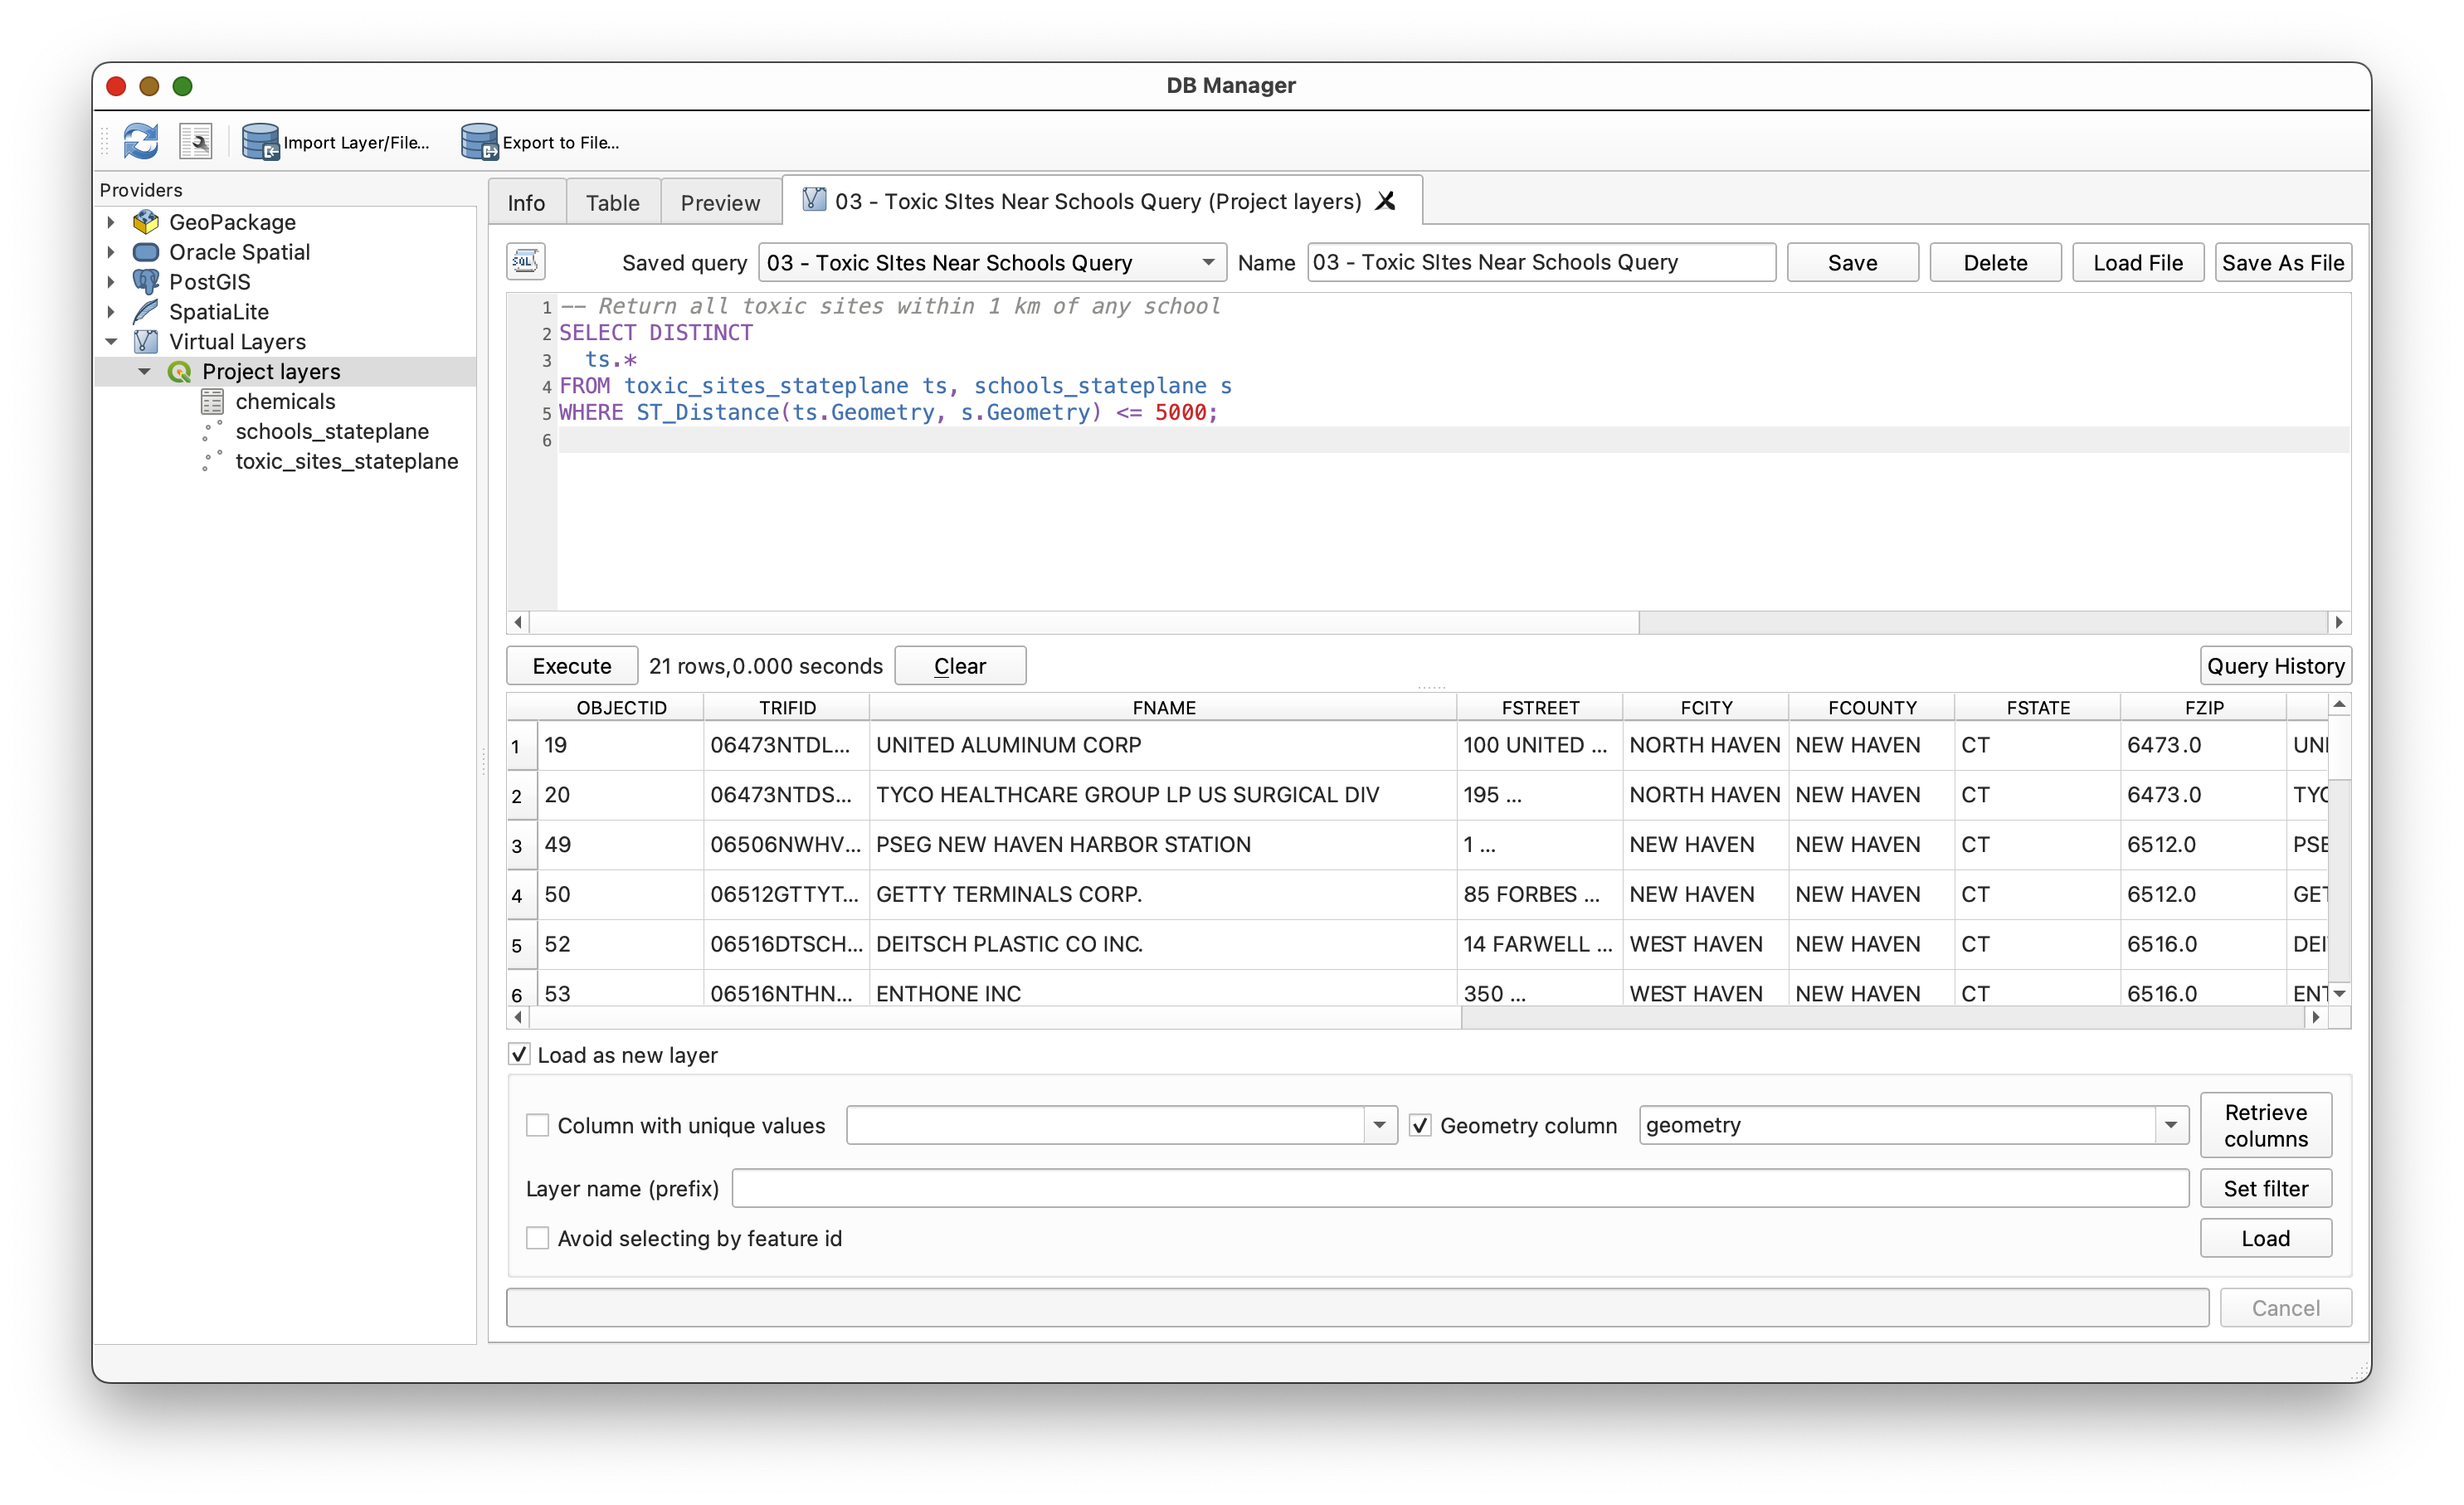 DB Manager
Import Layer/File...
Export to File...
Providers
GeoPackage
Oracle Spatial
PostGIS
SpatiaLite
Virtual Layers
Project layers
chemicals
schools_stateplane
toxic_sites_stateplane
Info
Table
Preview
03 - Toxic SItes Near Schools Query (Project layers)
SQL
Saved query
03 - Toxic SItes Near Schools Query
Name
03 - Toxic SItes Near Schools Query
Save
Delete
Load File
Save As File
1 -- Return all toxic sites within 1 km of any school
2 SELECT DISTINCT
3 ts.*
4 FROM toxic_sites_stateplane ts, schools_stateplane s
5 WHERE ST_Distance(ts.Geometry, s.Geometry) <= 5000;
6
Execute
21 rows,0.000 seconds
Clear
Query History
OBJECTID TRIFID FNAME FSTREET FCITY FCOUNTY FSTATE FZIP
1 19 06473NTDL... UNITED ALUMINUM CORP 100 UNITED ... NORTH HAVEN NEW HAVEN CT 6473.0 UNI
2 20 06473NTDS... TYCO HEALTHCARE GROUP LP US SURGICAL DIV 195 ... NORTH HAVEN NEW HAVEN CT 6473.0 TYC
3 49 06506NWHV... PSEG NEW HAVEN HARBOR STATION 1 ... NEW HAVEN NEW HAVEN CT 6512.0 PSE
4 50 06512GTTYT... GETTY TERMINALS CORP. 85 FORBES ... NEW HAVEN NEW HAVEN CT 6512.0 GET
5 52 06516DTSCH... DEITSCH PLASTIC CO INC. 14 FARWELL ... WEST HAVEN NEW HAVEN CT 6516.0 DEI
6 53 06516NTHN... ENTHONE INC 350 ... WEST HAVEN NEW HAVEN CT 6516.0 ENT
Load as new layer
Column with unique values
Geometry column
geometry
Retrieve
columns
Layer name (prefix)
Set filter
Avoid selecting by feature id
Load
Cancel